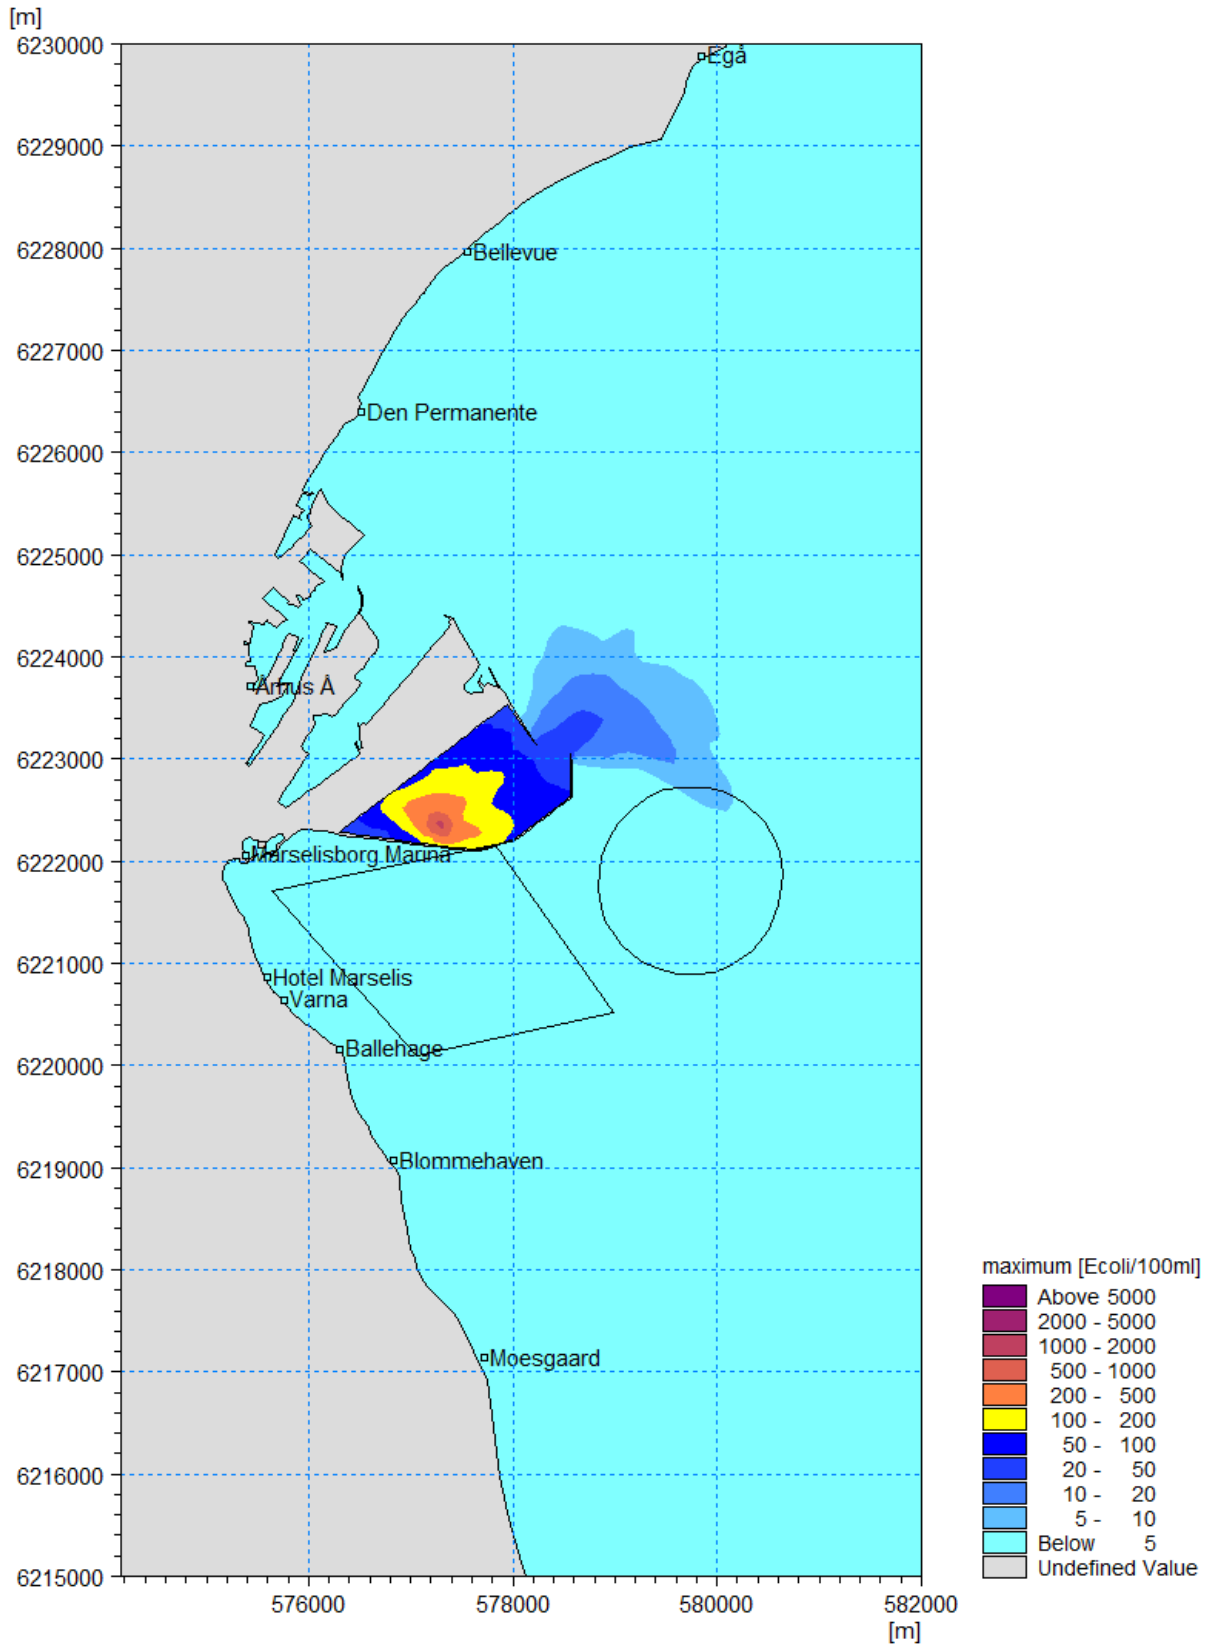 [m]
6230000
Egå
6229000
6228000
Bellevue
6227000
Den Permanente
6226000
6225000
6224000
Århus Å
6223000
6222000
Marselisborg Marina
6221000
Hotel Marselis
Varna
Ballehage
6220000
Blommehaven
6219000
6218000
Moesgaard
6217000
6216000
6215000
576000
578000
580000
582000
[m]
maximum [Ecoli/100ml]
Above 5000
2000 - 5000
1000 - 2000
500 - 1000
200 - 500
100 - 200
50 - 100
20 - 50
10 - 20
5 - 10
Below 5
Undefined Value